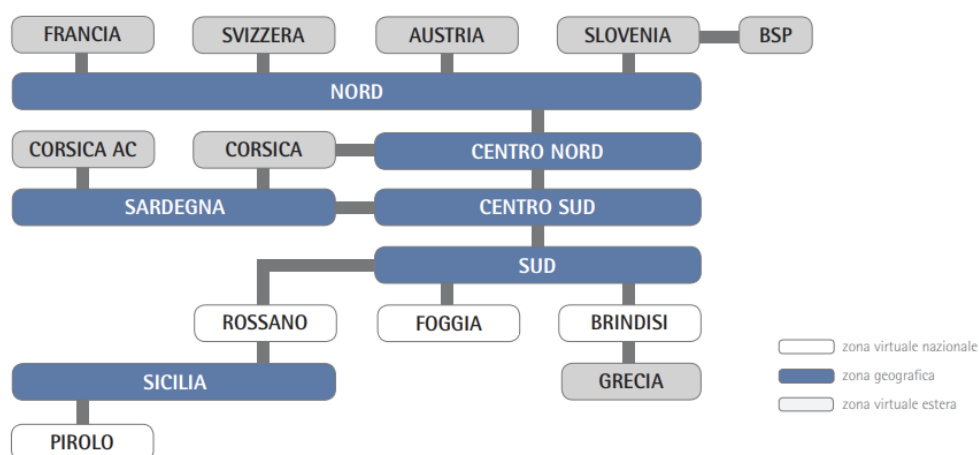 FRANCIA
SVIZZERA
AUSTRIA
SLOVENIA
BSP
NORD
CORSICA AC
CORSICA
CENTRO NORD
SARDEGNA
CENTRO SUD
SUD
ROSSANO
FOGGIA
BRINDISI
zona virtuale nazionale
SICILIA
GRECIA
zona geografica
zona virtuale estera
PIROLO